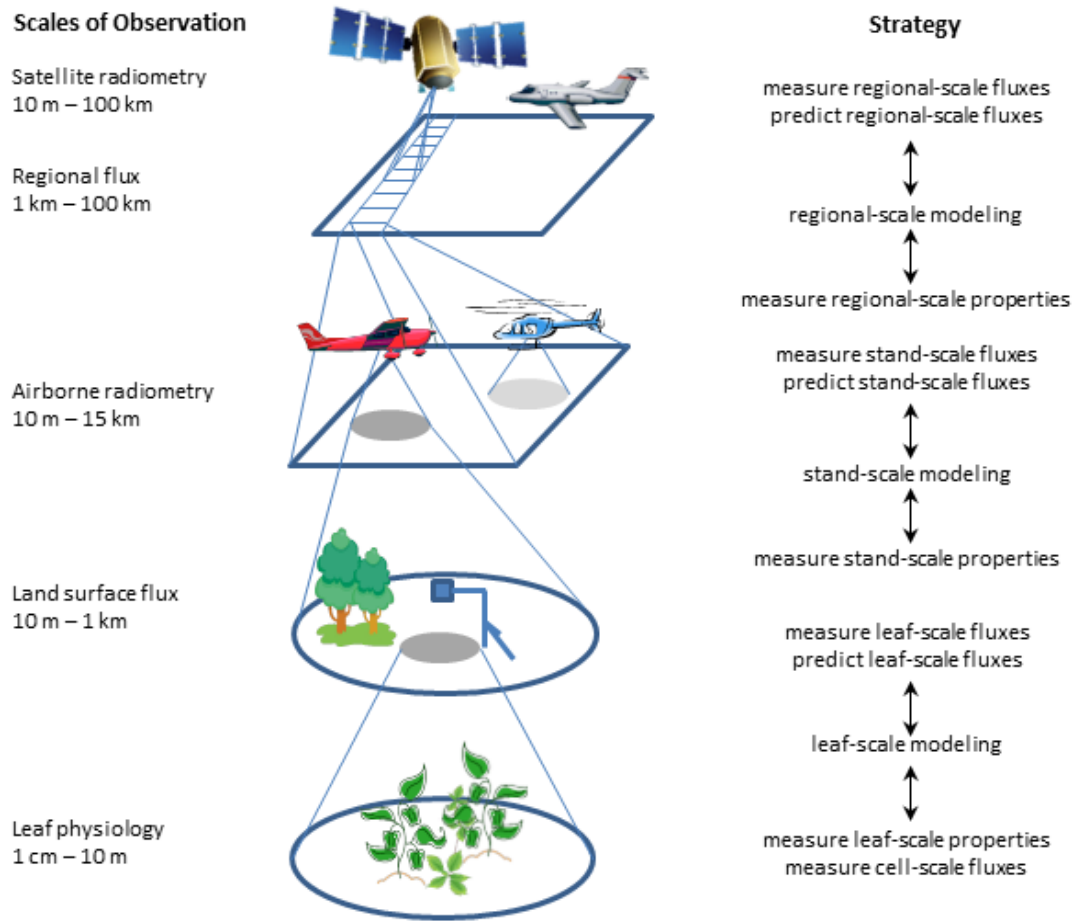 Scales of Observation
Satellite radiometry
10 m – 100 km
Regional flux
1 km – 100 km
Airborne radiometry
10 m – 15 km
Land surface flux
10 m – 1 km
Leaf physiology
1 cm – 10 m
Strategy
measure regional-scale fluxes
predict regional-scale fluxes
regional-scale modeling
measure regional-scale properties
measure stand-scale fluxes
predict stand-scale fluxes
stand-scale modeling
measure stand-scale properties
measure leaf-scale fluxes
predict leaf-scale fluxes
leaf-scale modeling
measure leaf-scale properties
measure cell-scale fluxes